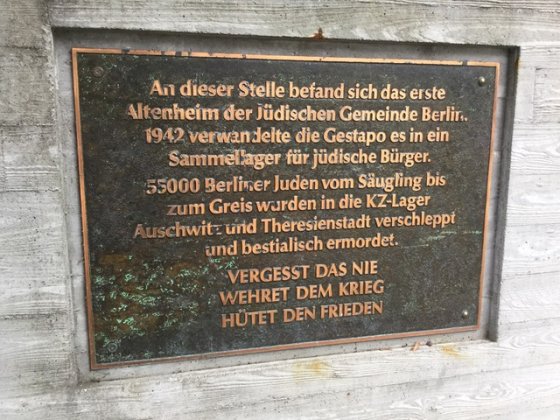 An dieser Stelle befand sich das erste
Altenheim der Jüdischen Gemeinde Berlin.
1942 verwandelte die Gestapo es in ein
Sammellager für jüdische Bürger.
55000 Berliner Juden vom Säugling bis
zum Greis wurden in die KZ-Lager
Auschwitz und Theresienstadt verschleppt
und bestialisch ermordet.
VERGESST DAS NIE
WEHRET DEM KRIEG
HÜTET DEN FRIEDEN